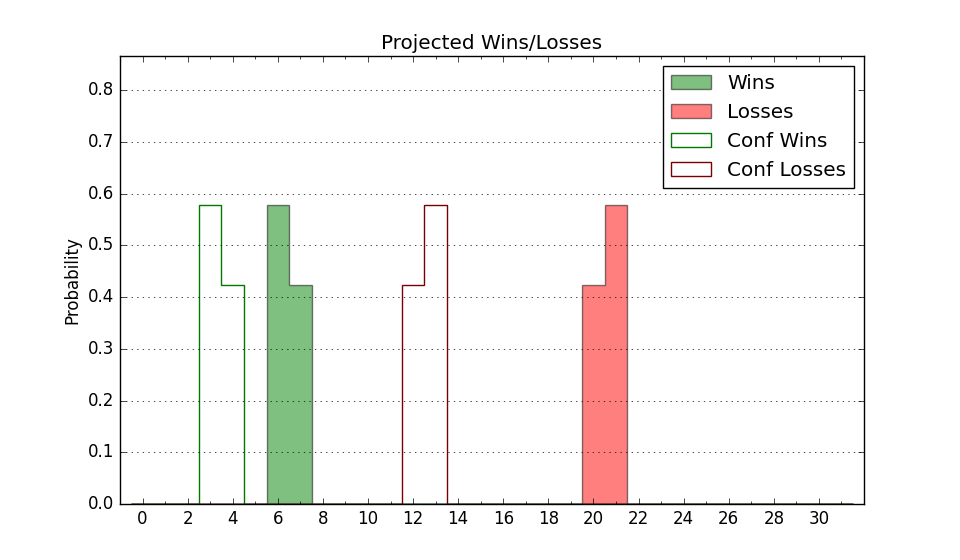 Projected Wins/Losses
Wins
Losses
Conf Wins
Conf Losses
Probability
0.8
0.7
0.6
0.5
0.4
0.3
0.2
0.1
0.0
0 2 4 6 8 10 12 14 16 18 20 22 24 26 28 30